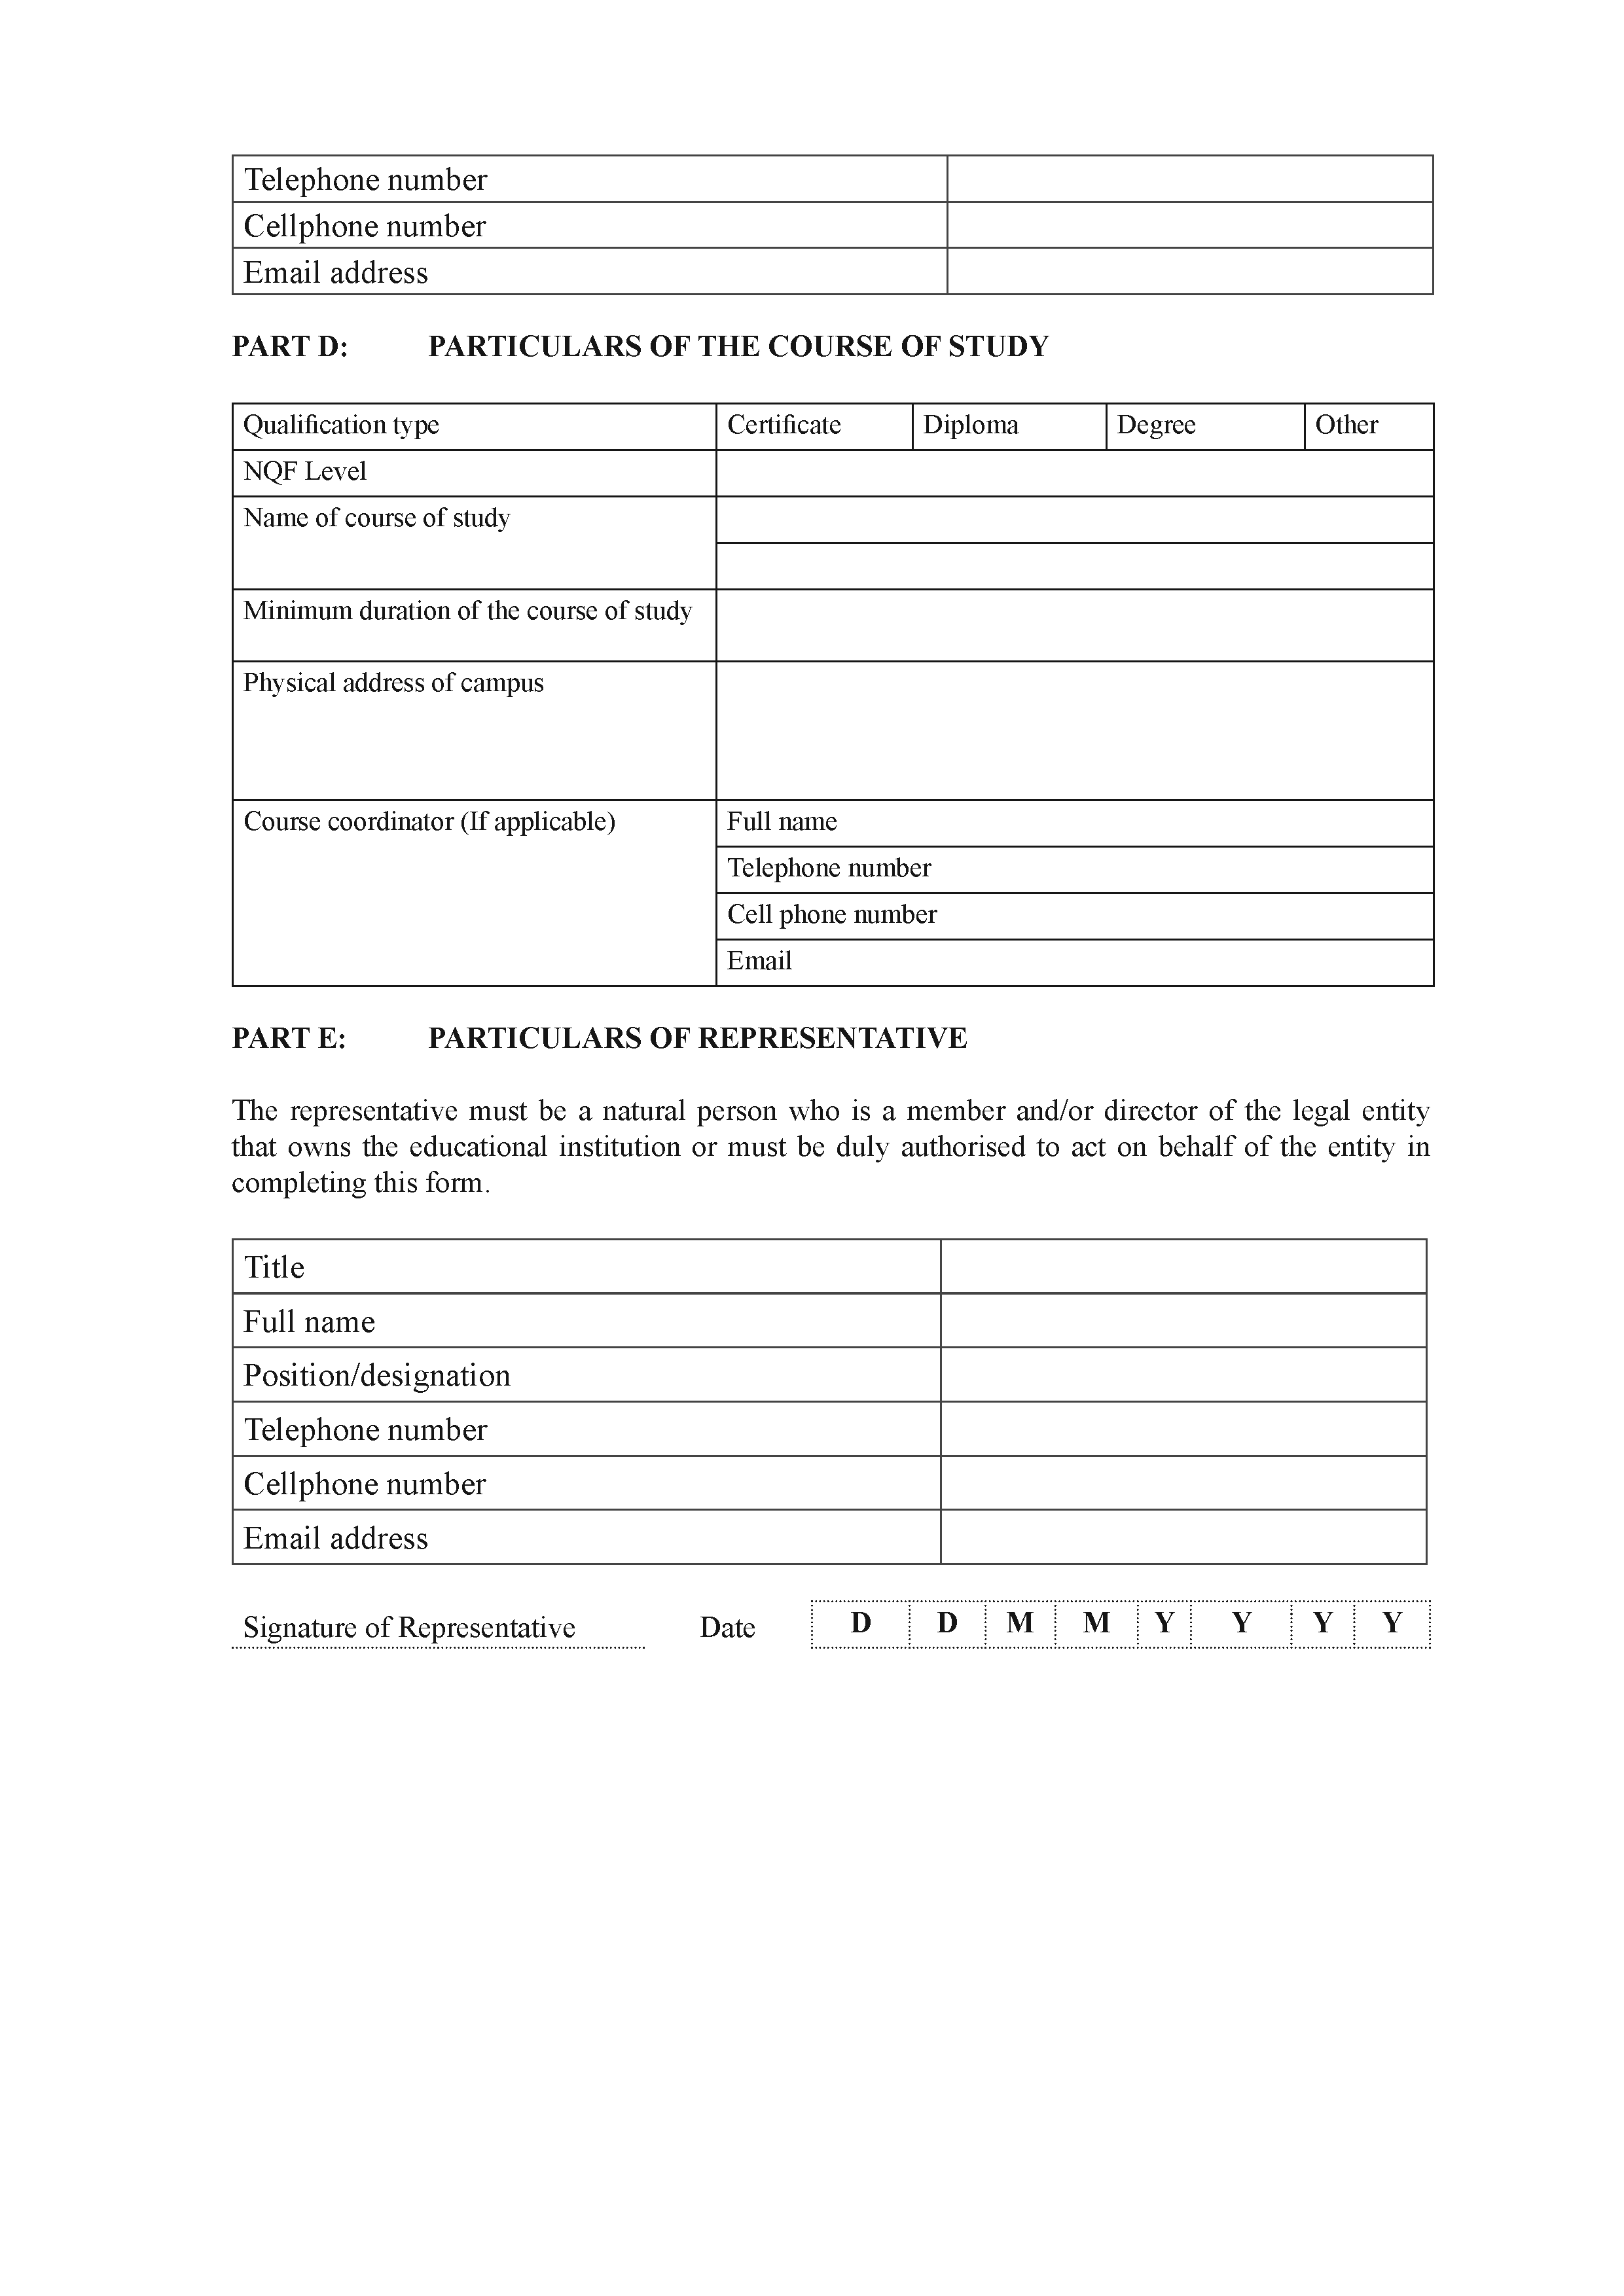 Telephone number
Cellphone number
Email address
PART D: PARTICULARS OF THE COURSE OF STUDY
Qualification type Certificate Diploma Degree Other
NQF Level
Name of course of study
Minimum duration of the course of study
Physical address of campus
Course coordinator (If applicable) Full name
Telephone number
Cell phone number
Email
PART E: PARTICULARS OF REPRESENTATIVE
The representative must be a natural person who is a member and/or director of the legal entity
that owns the educational institution or must be duly authorised to act on behalf of the entity in
completing this form.
Title
Full name
Position/designation
Telephone number
Cellphone number
Email address
Signature of Representative Date D D M M Y Y Y Y